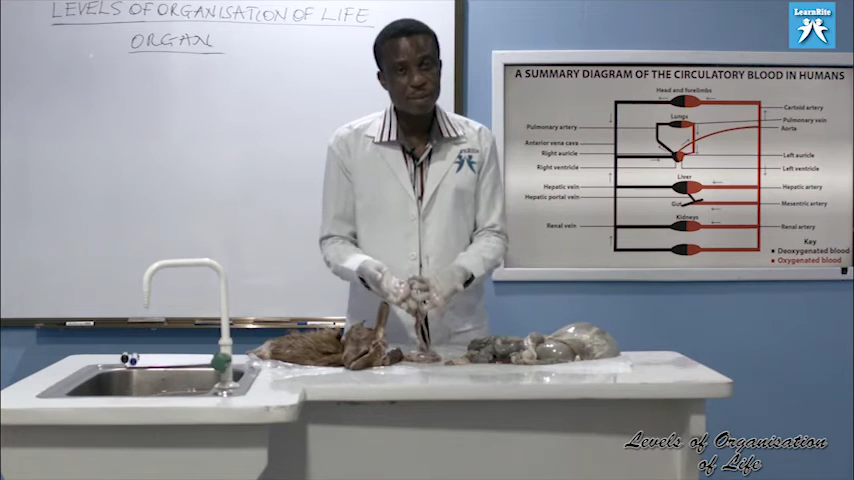 LEVELS OF ORGANISATION OF LIFE
ORGAN
LearnRite
A SUMMARY DIAGRAM OF THE CIRCULATORY BLOOD IN HUMANS
Head and forelimbs
Lungs
Liver
Gut
Kidneys
Pulmonary artery
Anterior vena cava
Right auricle
Right ventricle
Hepatic vein
Hepatic portal vein
Renal vein
Cartoid artery
Pulmonary vein
Aorta
Left auricle
Left ventricle
Hepatic artery
Mesentric artery
Renal artery
Key
Deoxygenated blood
Oxygenated blood
Levels of Organisation
of Life